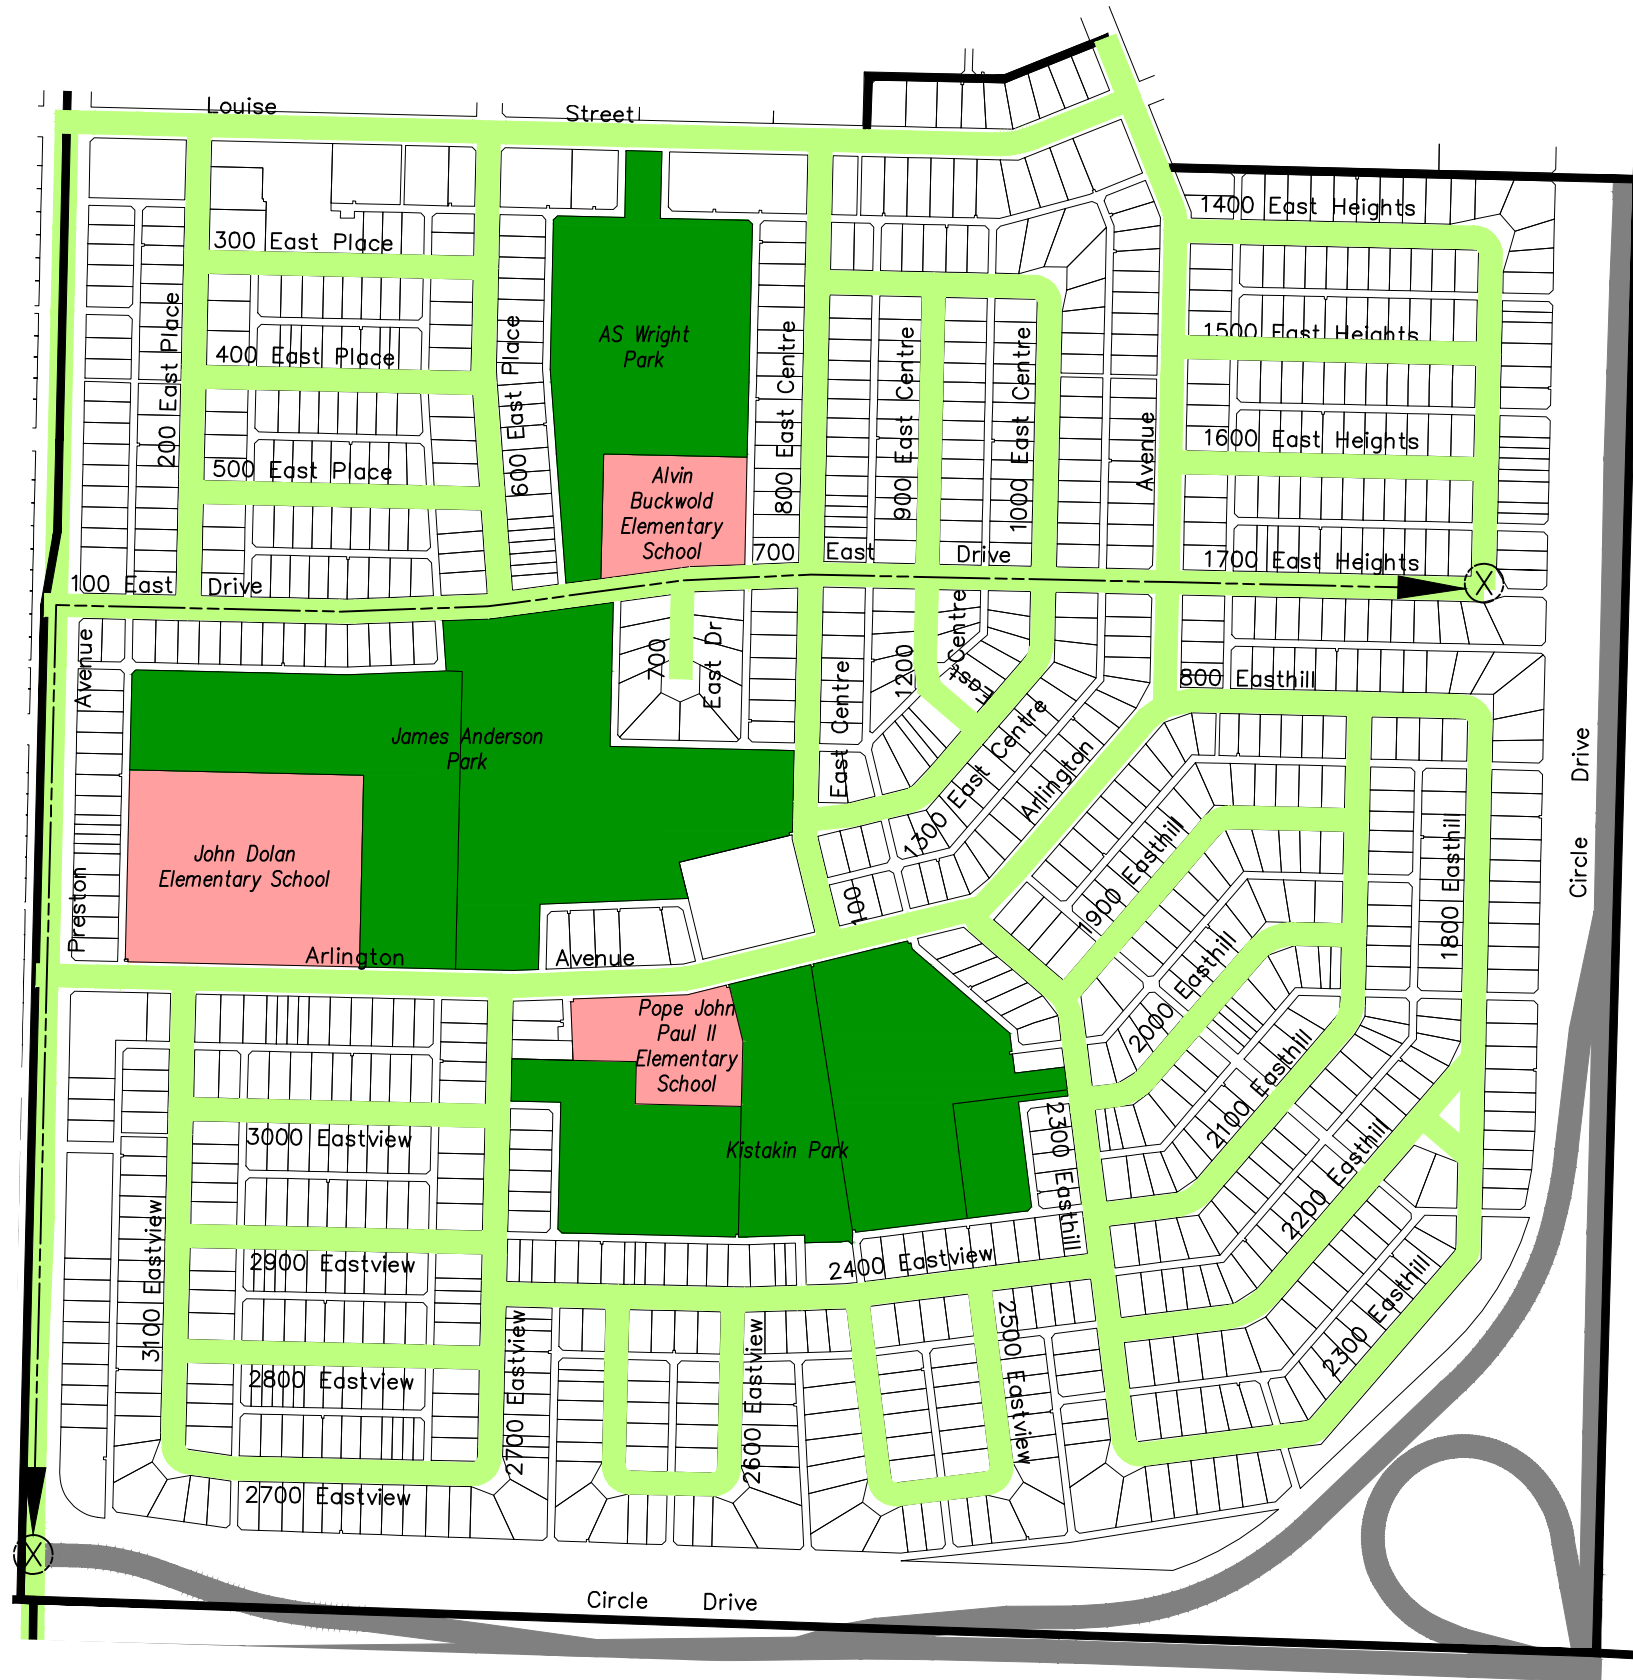 Louise Street
1400 East Heights
300 East Place
200 East Place
600 East Place
AS Wright
Park
800 East Centre
900 East Centre
1000 East Centre
1500 East Heights
400 East Place
Avenue
1600 East Heights
500 East Place
Alvin
Buckwold
Elementary
School
700 East Drive
1700 East Heights
X
100 East Drive
Avenue
700
East Dr
1200
East
Centre
East Centre
800 Easthill
James Anderson
Park
1300 East Centre
Arlington
Circle Drive
John Dolan
Elementary School
Preston
1900 Easthill
1800 Easthill
100
Arlington Avenue
2000 Easthill
Pope John
Paul II
Elementary
School
2100 Easthill
2300 Easthill
3000 Eastview
Kistakin Park
2200 Easthill
3100 Eastview
2900 Eastview
2400 Eastview
2300 Easthill
2700 Eastview
2600 Eastview
2500 Eastview
2800 Eastview
2700 Eastview
X
Circle Drive